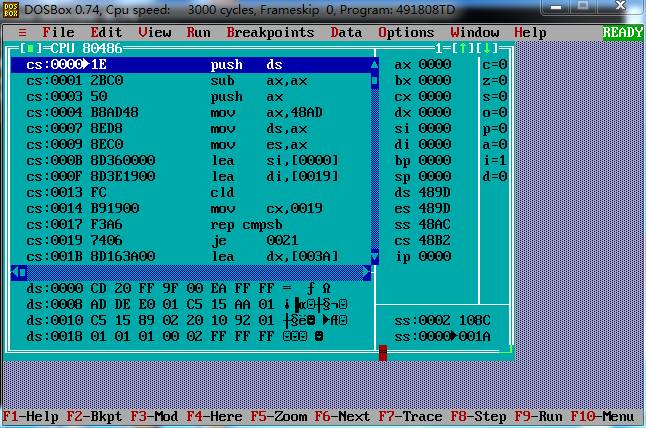 DOSBox 0.74, Cpu speed: 3000 cycles, Frameskip 0, Program: 491808TD
≡ File Edit View Run Breakpoints Data Options Window Help READY
[■]=CPU 80486 1=[↑][↓]
cs:0000▶1E push ds ax 0000 c=0
cs:0001 2BC0 sub ax,ax bx 0000 z=0
cs:0003 50 push ax cx 0000 s=0
cs:0004 B8AD48 mov ax,48AD dx 0000 o=0
cs:0007 8ED8 mov ds,ax si 0000 p=0
cs:0009 8EC0 mov es,ax di 0000 a=0
cs:000B 8D360000 lea si,[0000] bp 0000 i=1
cs:000F 8D3E1900 lea di,[0019] sp 0000 d=0
cs:0013 FC cld ds 489D
cs:0014 B91900 mov cx,0019 es 489D
cs:0017 F3A6 rep cmpsb ss 48AC
cs:0019 7406 je 0021 cs 48B2
cs:001B 8D163A00 lea dx,[003A] ip 0000
ds:0000 CD 20 FF 9F 00 EA FF FF = ƒ Ω
ds:0008 AD DE E0 01 C5 15 AA 01
ds:0010 C5 15 89 02 20 10 92 01 ss:0002 108C
ds:0018 01 01 01 00 02 FF FF FF ss:0000▶001A
F1-Help F2-Bkpt F3-Mod F4-Here F5-Zoom F6-Next F7-Trace F8-Step F9-Run F10-Menu